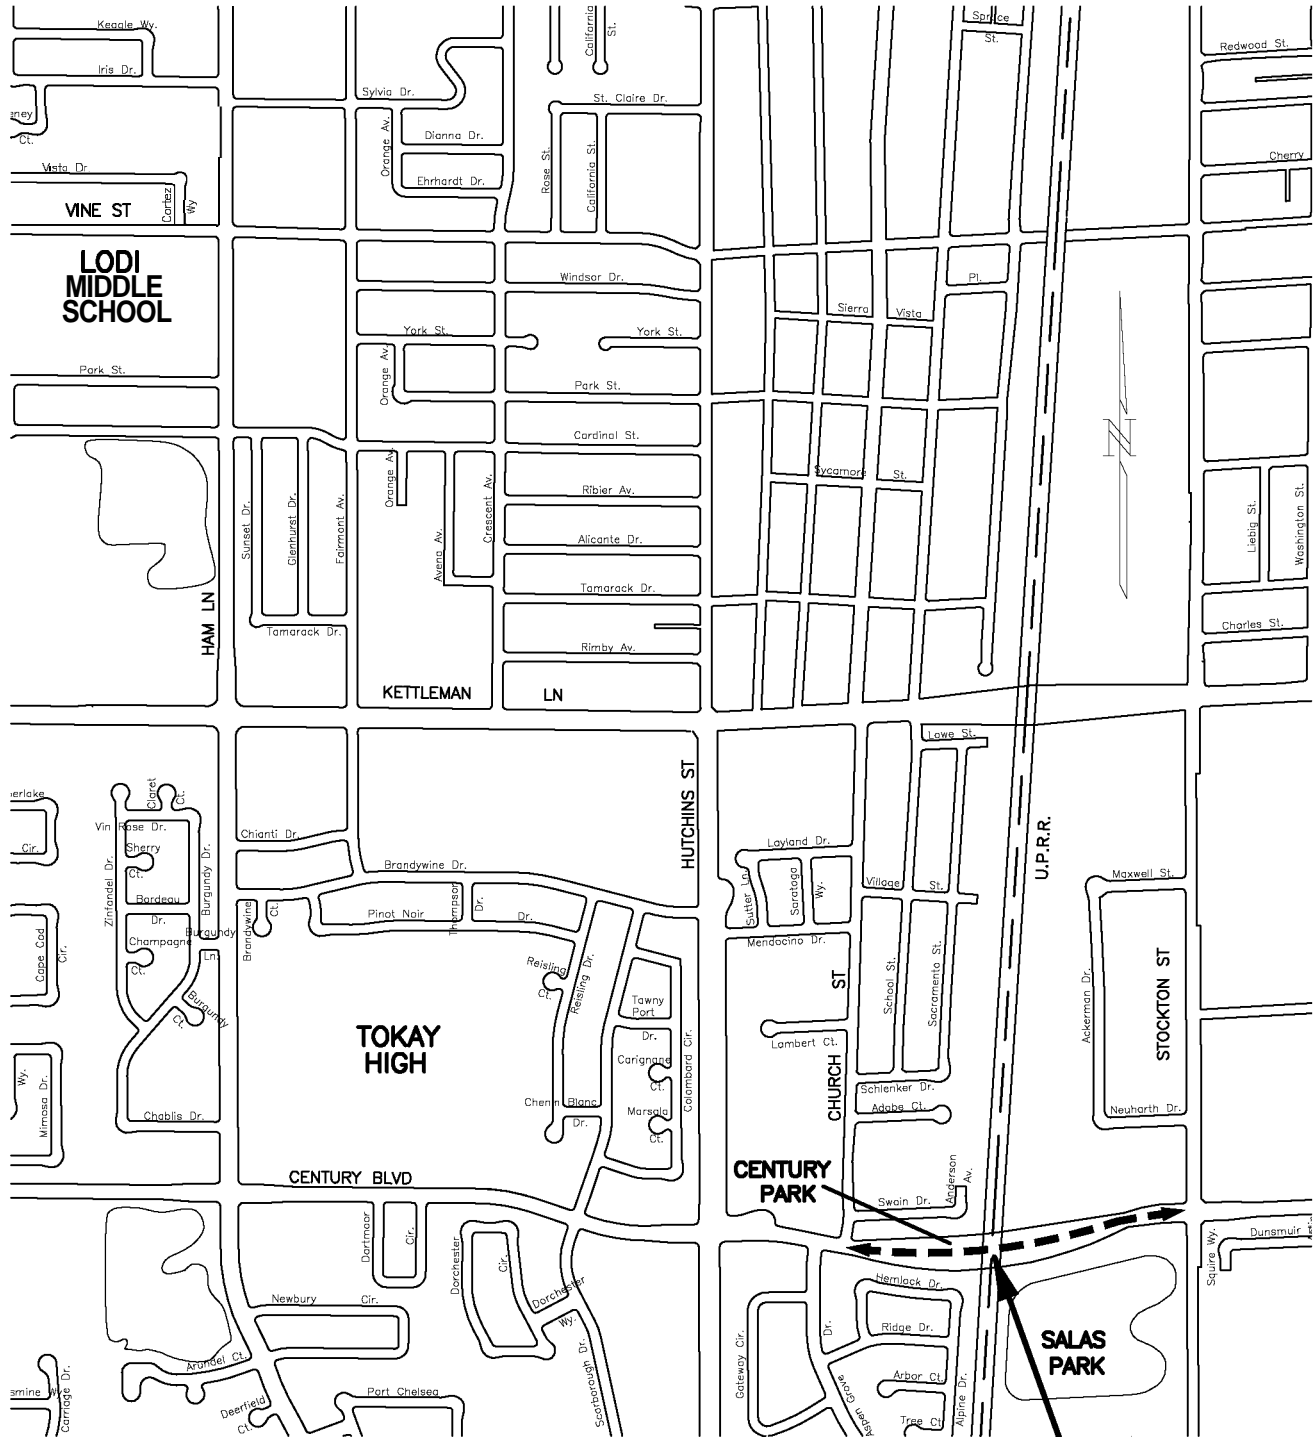 Keagle Wy.
Iris Dr.
Ct.
Vista Dr
Cortez
Wy
VINE ST
LODI
MIDDLE
SCHOOL
Park St.
Sylvia Dr.
Orange Av.
Dianna Dr.
Ehrhardt Dr.
California
St.
St. Claire Dr.
Rose St.
California St.
Spruce
St.
Redwood St.
Cherry
Windsor Dr.
York St.
York St.
Orange Av.
Park St.
Cardinal St.
Ribier Av.
Alicante Dr.
Tamarack Dr.
Rimby Av.
Pl.
Sierra
Vista
Sycamore
St.
N
Liebig St.
Washington St.
Charles St.
Sunset Dr.
Glenhurst Dr.
Fairmont Av.
Orange Av.
Avena Av.
Crescent Av.
Tamarack Dr.
HAM LN
KETTLEMAN
LN
Lowe St.
HUTCHINS ST
U.P.R.R.
erlake
Cir.
Claret
Ct.
Vin Rose Dr.
Sherry
Ct.
Zinfandel Dr.
Burgundy Dr.
Bordeau
Dr.
Champagne
Ct.
Burgundy
Ln.
Burgundy
Ct.
Cape Cod
Cir.
Wy.
Mimosa Dr.
Chablis Dr.
Chianti Dr.
Brandywine Dr.
Brandywine
Ct.
Pinot Noir
Dr.
Thompson
Dr.
Reisling
Ct.
Reisling Dr.
Tawny
Port
Dr.
Carignane
Ct.
Colombard Cir.
Chenin Blanc
Dr.
Marsala
Ct.
TOKAY
HIGH
CENTURY BLVD
Layland Dr.
Sutter Ln.
Saratoga
Wy.
Mendocino Dr.
Village
St.
School St.
Sacramento St.
Lambert Ct.
CHURCH
ST
Schlenker Dr.
Adobe Ct.
Anderson
Av.
Swain Dr.
Maxwell St.
Ackerman Dr.
STOCKTON ST
Neuharth Dr.
CENTURY
PARK
Squire Wy.
Dunsmuir
Dartmoor
Cir.
Dorchester
Cir.
Dorchester
Wy.
Scarborough Dr.
Newbury
Cir.
Arundel Ct.
Deerfield
Ct.
Port Chelsea
Carriage Dr.
smine
Gateway Cir.
Dr.
Aspen Grove
Hemlock Dr.
Ridge Dr.
Arbor Ct.
Tree Ct
Alpine Dr.
SALAS
PARK